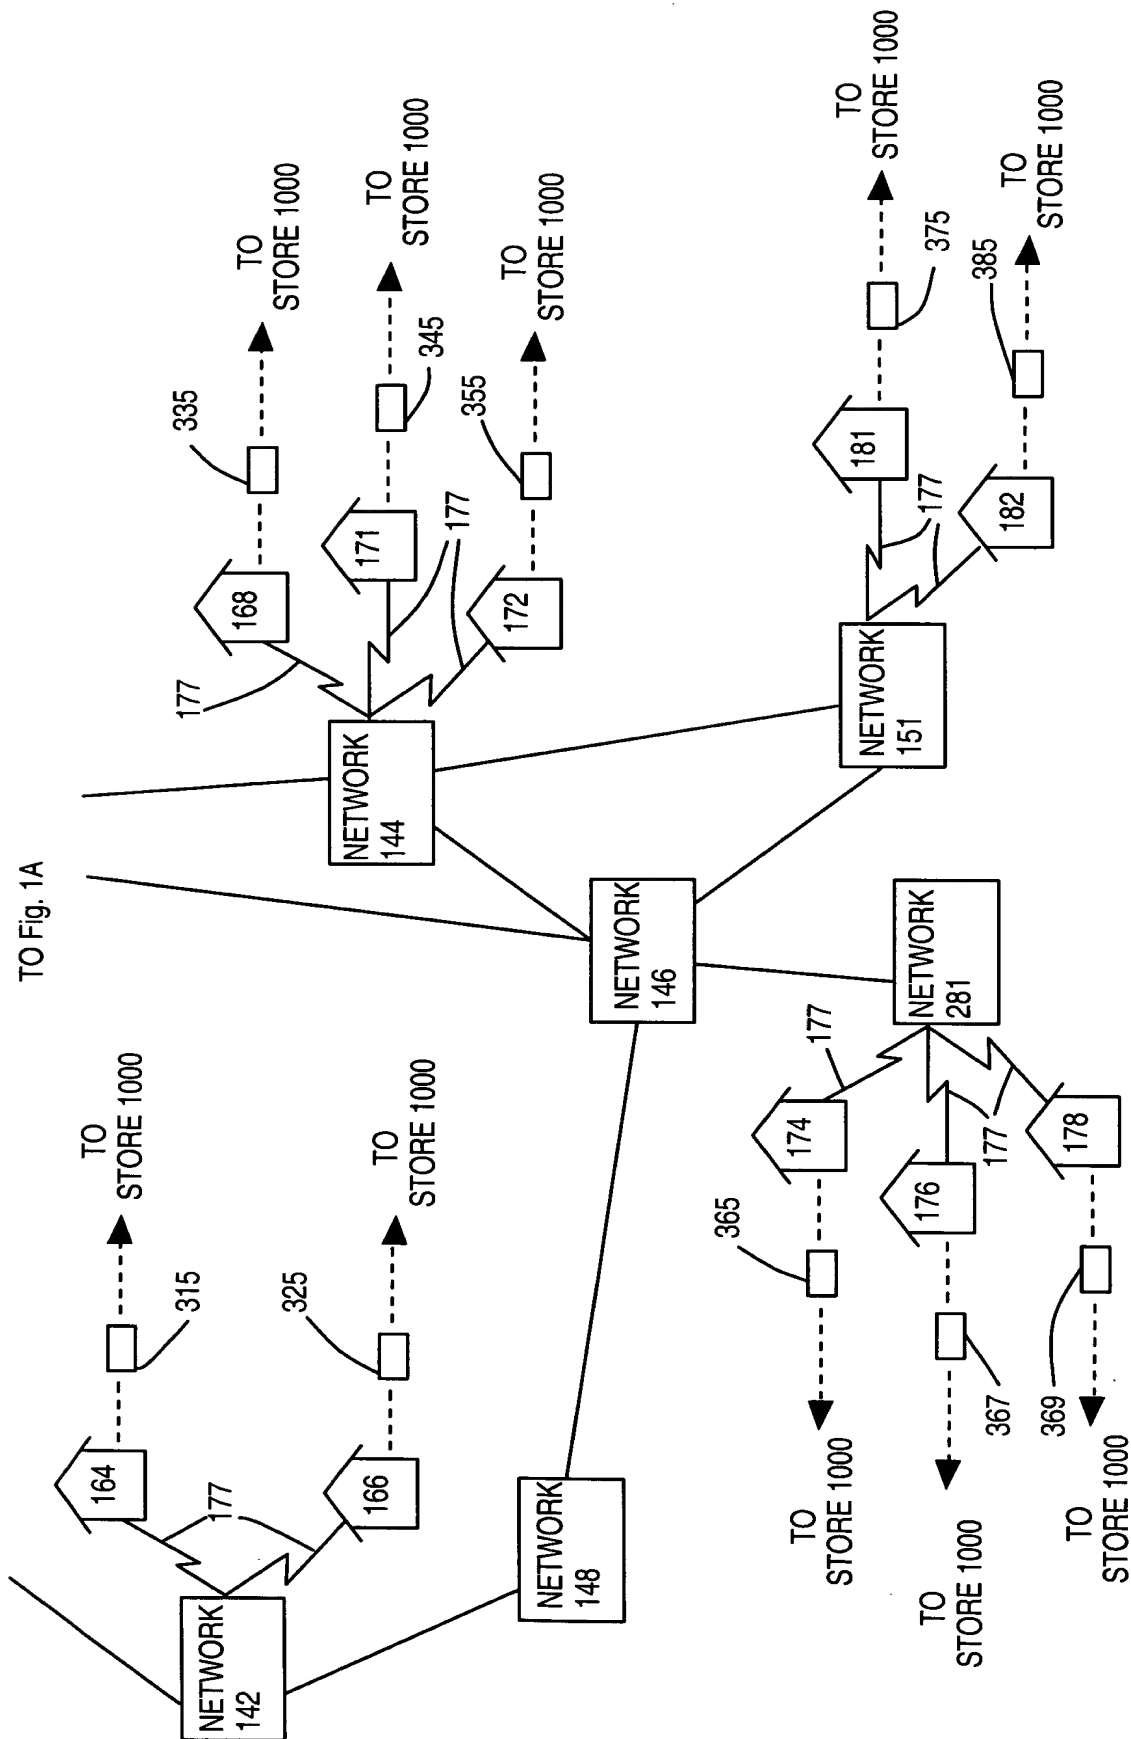 TO Fig. 1A
NETWORK
142
164
177
166
315
325
TO
STORE 1000
TO
STORE 1000
NETWORK
148
NETWORK
144
177
168
171
172
177
335
345
355
TO
STORE 1000
TO
STORE 1000
TO
STORE 1000
NETWORK
146
NETWORK
151
181
182
177
375
385
TO
STORE 1000
TO
STORE 1000
NETWORK
281
177
174
176
177
178
365
367
369
TO
STORE 1000
TO
STORE 1000
TO
STORE 1000